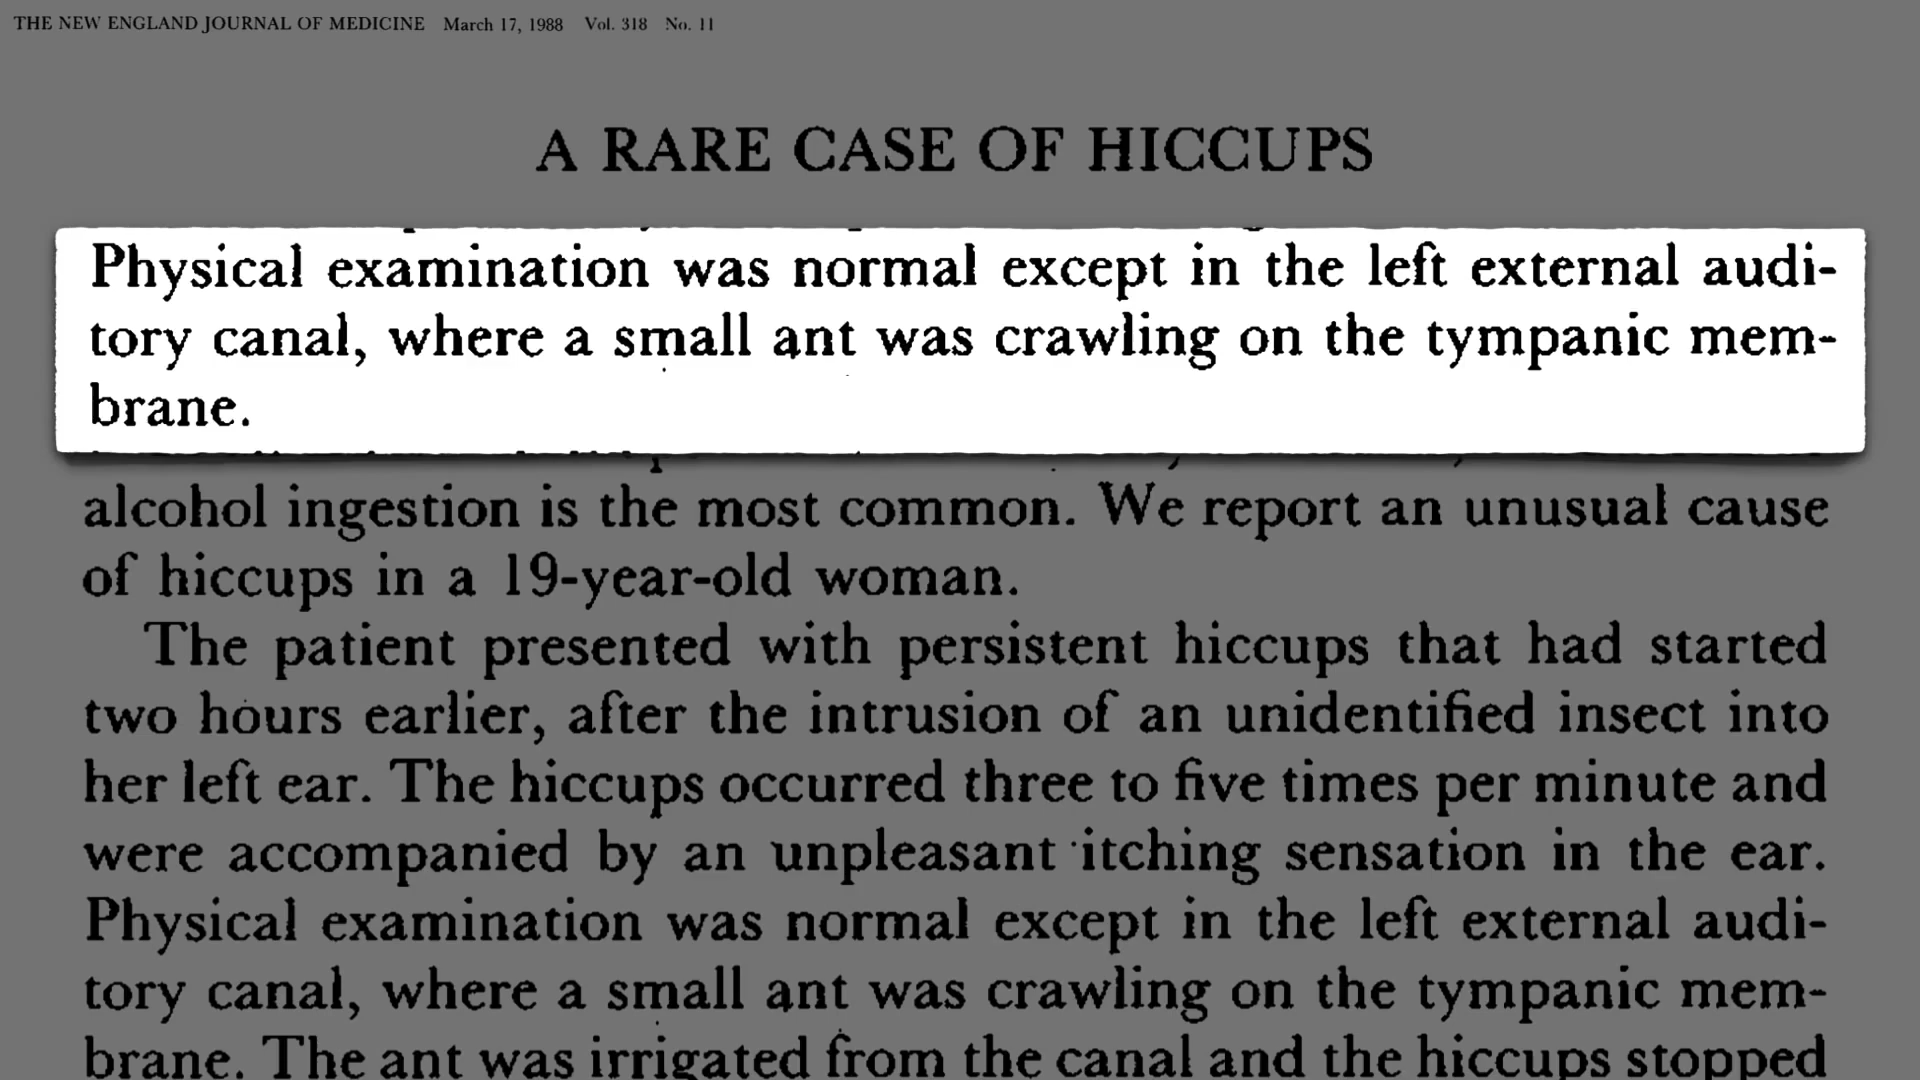 THE NEW ENGLAND JOURNAL OF MEDICINE March 17, 1988 Vol. 318 No. 11
A RARE CASE OF HICCUPS
Physical examination was normal except in the left external audi-
tory canal, where a small ant was crawling on the tympanic mem-
brane.
alcohol ingestion is the most common. We report an unusual cause
of hiccups in a 19-year-old woman.
The patient presented with persistent hiccups that had started
two hours earlier, after the intrusion of an unidentified insect into
her left ear. The hiccups occurred three to five times per minute and
were accompanied by an unpleasant itching sensation in the ear.
Physical examination was normal except in the left external audi-
tory canal, where a small ant was crawling on the tympanic mem-
brane. The ant was irrigated from the canal and the hiccups stopped